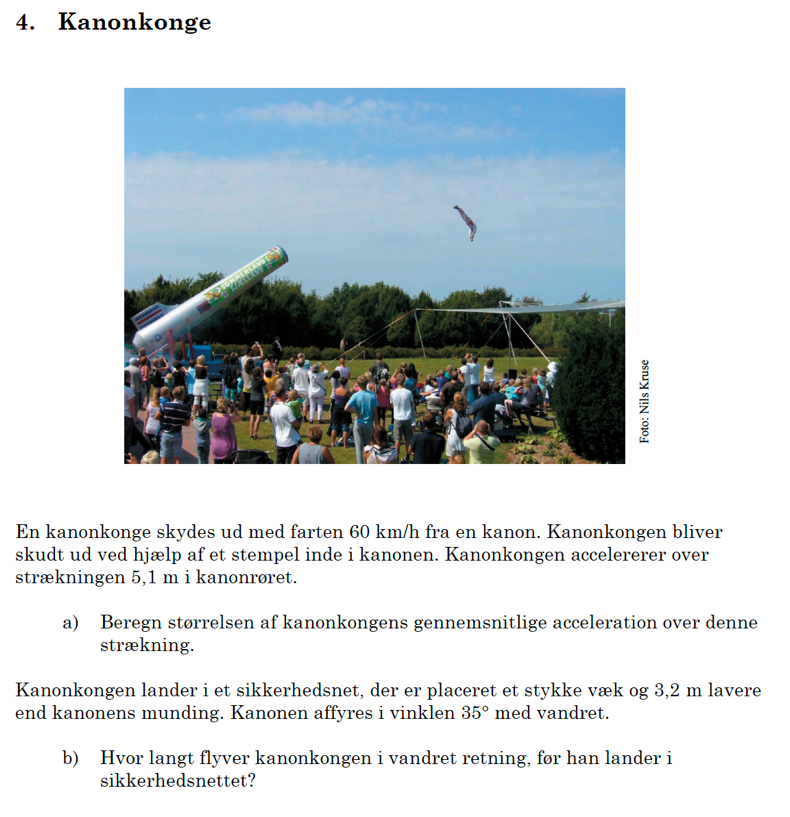 4. Kanonkonge
Foto: Nils Kruse
En kanonkonge skydes ud med farten 60 km/h fra en kanon. Kanonkongen bliver
skudt ud ved hjælp af et stempel inde i kanonen. Kanonkongen accelererer over
strækningen 5,1 m i kanonrøret.
a) Beregn størrelsen af kanonkongens gennemsnitlige acceleration over denne
strækning.
Kanonkongen lander i et sikkerhedsnet, der er placeret et stykke væk og 3,2 m lavere
end kanonens munding. Kanonen affyres i vinklen 35° med vandret.
b) Hvor langt flyver kanonkongen i vandret retning, før han lander i
sikkerhedsnettet?